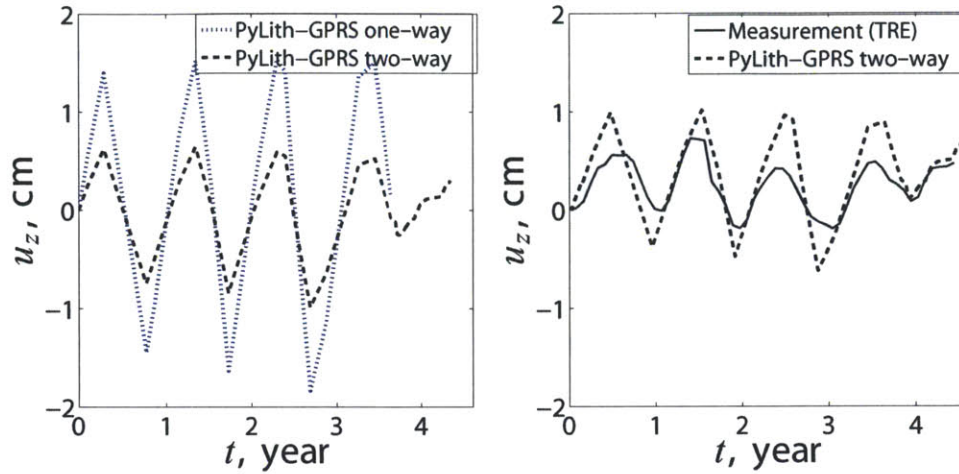 2
1
0
−1
−2
u_z, cm
PyLith−GPRS one−way
PyLith−GPRS two−way
0
1
2
3
4
t, year
2
1
0
−1
−2
u_z, cm
Measurement (TRE)
PyLith−GPRS two−way
0
1
2
3
4
t, year